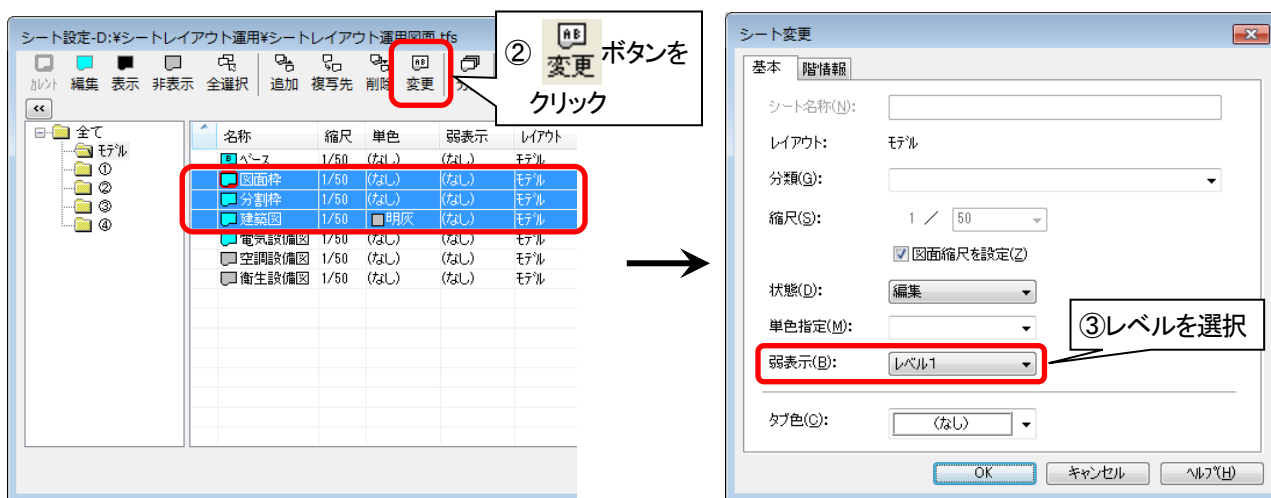 シート設定-D:¥シートレイアウト運用¥シートレイアウト運用図面.tfs
ｶﾚﾝﾄ 編集 表示 非表示 全選択 追加 複写先 削除 変更
② 変更 ボタンを
クリック
<<
全て
ﾓﾃﾞﾙ
①
②
③
④
名称 縮尺 単色 弱表示 ﾚｲｱｳﾄ
ﾍﾞｰｽ 1/50 (なし) (なし) ﾓﾃﾞﾙ
図面枠 1/50 (なし) (なし) ﾓﾃﾞﾙ
分割枠 1/50 (なし) (なし) ﾓﾃﾞﾙ
建築図 1/50 明灰 (なし) ﾓﾃﾞﾙ
電気設備図 1/50 (なし) (なし) ﾓﾃﾞﾙ
空調設備図 1/50 (なし) (なし) ﾓﾃﾞﾙ
衛生設備図 1/50 (なし) (なし) ﾓﾃﾞﾙ
シート変更
基本 階情報
シート名称(N):
レイアウト: ﾓﾃﾞﾙ
分類(G):
縮尺(S): 1 ／ 50
図面縮尺を設定(Z)
状態(D): 編集
単色指定(M):
③レベルを選択
弱表示(B): レベル1
タブ色(C): (なし)
OK キャンセル ﾍﾙﾌﾟ(H)